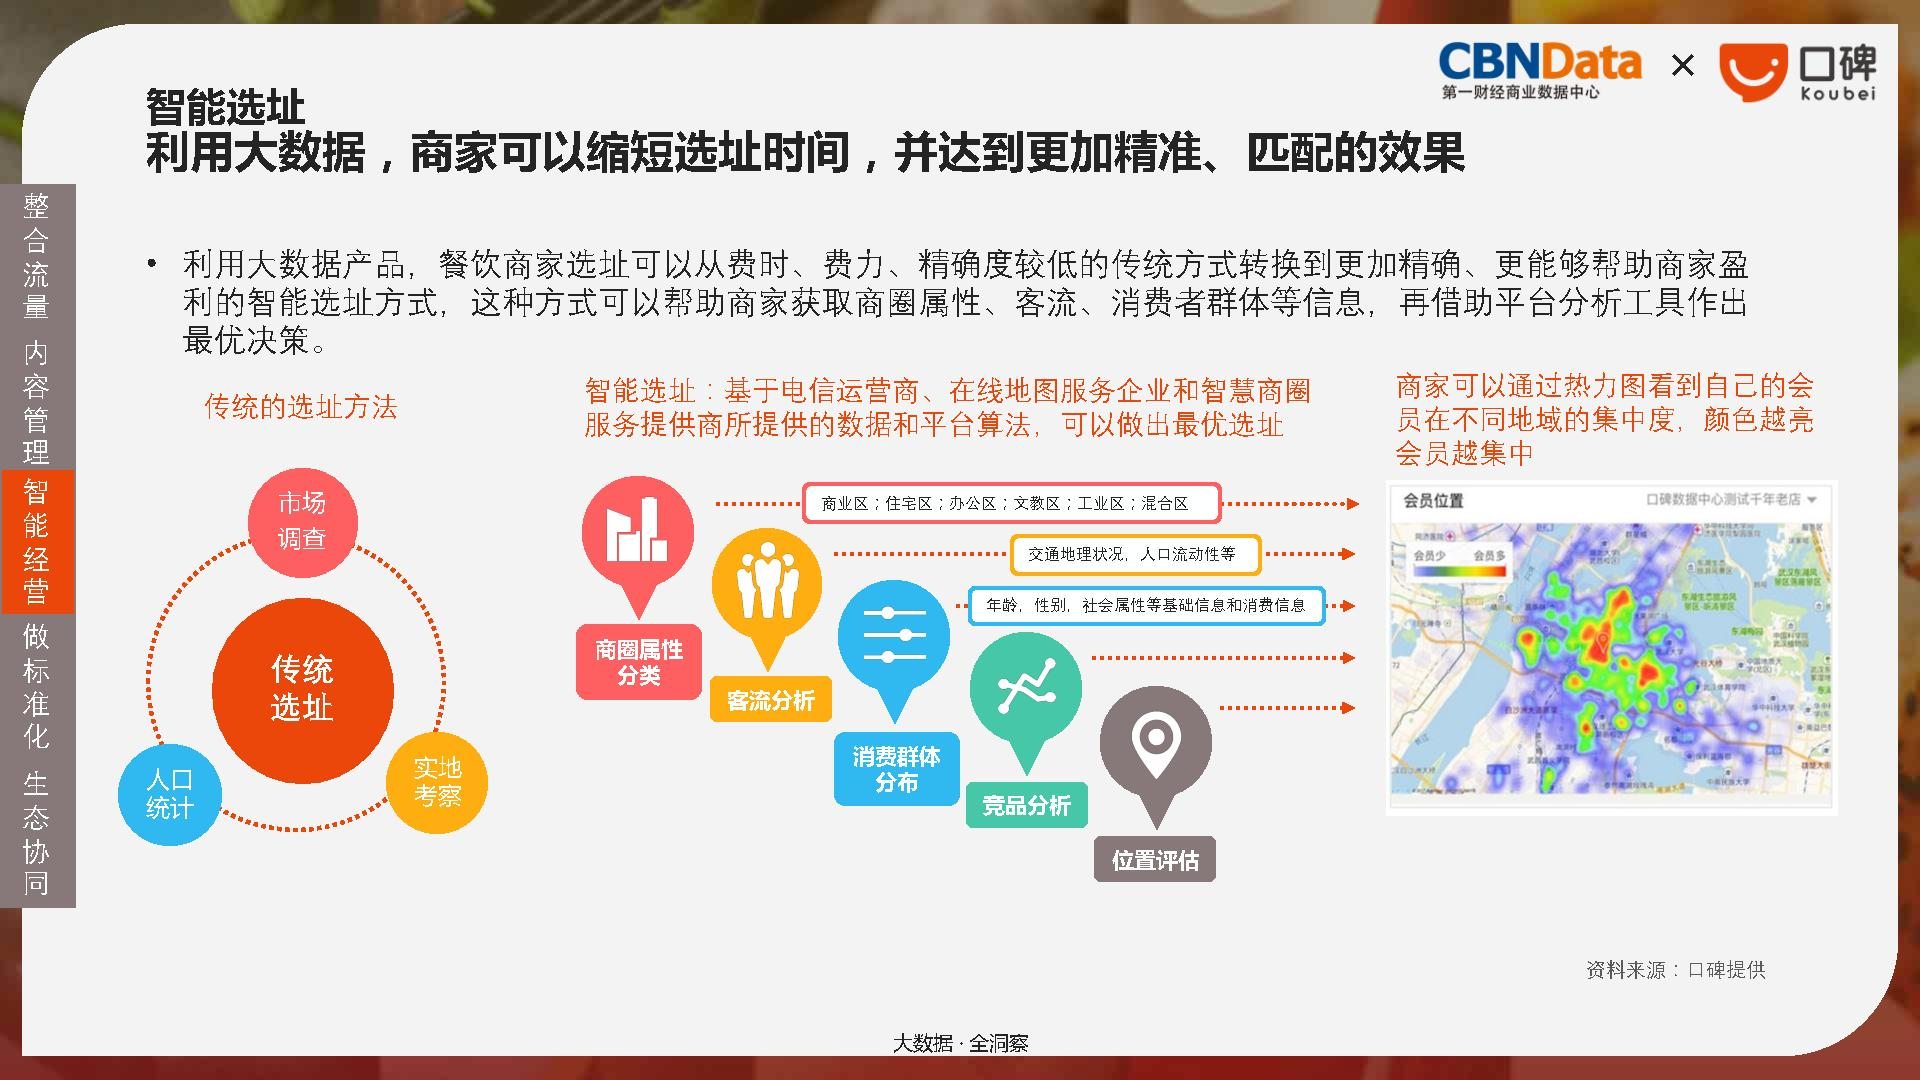 CBNData
第一财经商业数据中心
×
口碑
Koubei
智能选址
利用大数据，商家可以缩短选址时间，并达到更加精准、匹配的效果
整合流量
内容管理
智能经营
做标准化
生态协同
• 利用大数据产品，餐饮商家选址可以从费时、费力、精确度较低的传统方式转换到更加精确、更能够帮助商家盈
利的智能选址方式，这种方式可以帮助商家获取商圈属性、客流、消费者群体等信息，再借助平台分析工具作出
最优决策。
传统的选址方法
市场
调查
传统
选址
人口
统计
实地
考察
智能选址：基于电信运营商、在线地图服务企业和智慧商圈
服务提供商所提供的数据和平台算法，可以做出最优选址
商业区；住宅区；办公区；文教区；工业区；混合区
交通地理状况，人口流动性等
年龄，性别，社会属性等基础信息和消费信息
商圈属性
分类
客流分析
消费群体
分布
竞品分析
位置评估
商家可以通过热力图看到自己的会
员在不同地域的集中度，颜色越亮
会员越集中
会员位置
口碑数据中心测试千年老店
会员少
会员多
资料来源：口碑提供
大数据·全洞察